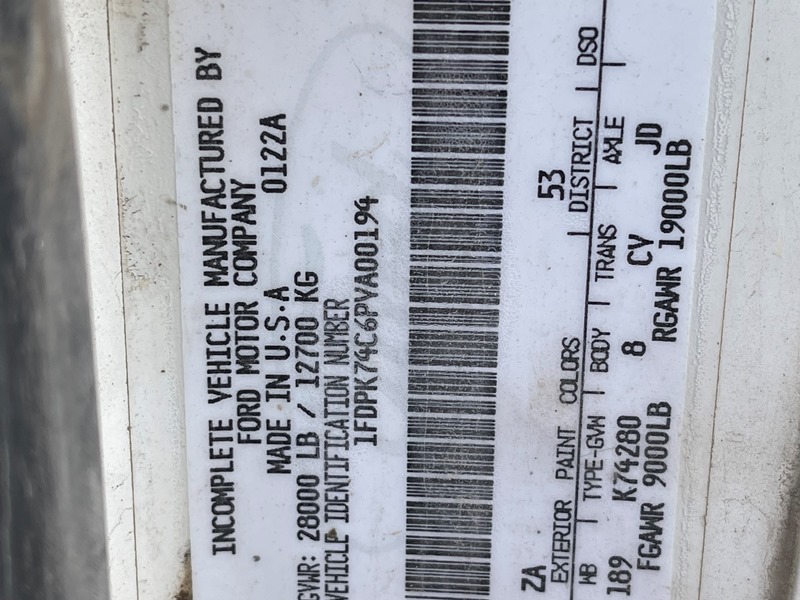 INCOMPLETE VEHICLE MANUFACTURED BY
FORD MOTOR COMPANY
MADE IN U.S.A 0122A
GVWR: 28000 LB / 12700 KG
VEHICLE IDENTIFICATION NUMBER
1FDPK74C6PVA00194
ZA 53
EXTERIOR PAINT COLORS DISTRICT DSO
WB TYPE-GVW BODY TRANS AXLE
189 K74280 8 CV JD
FGAWR 9000LB RGAWR 19000LB